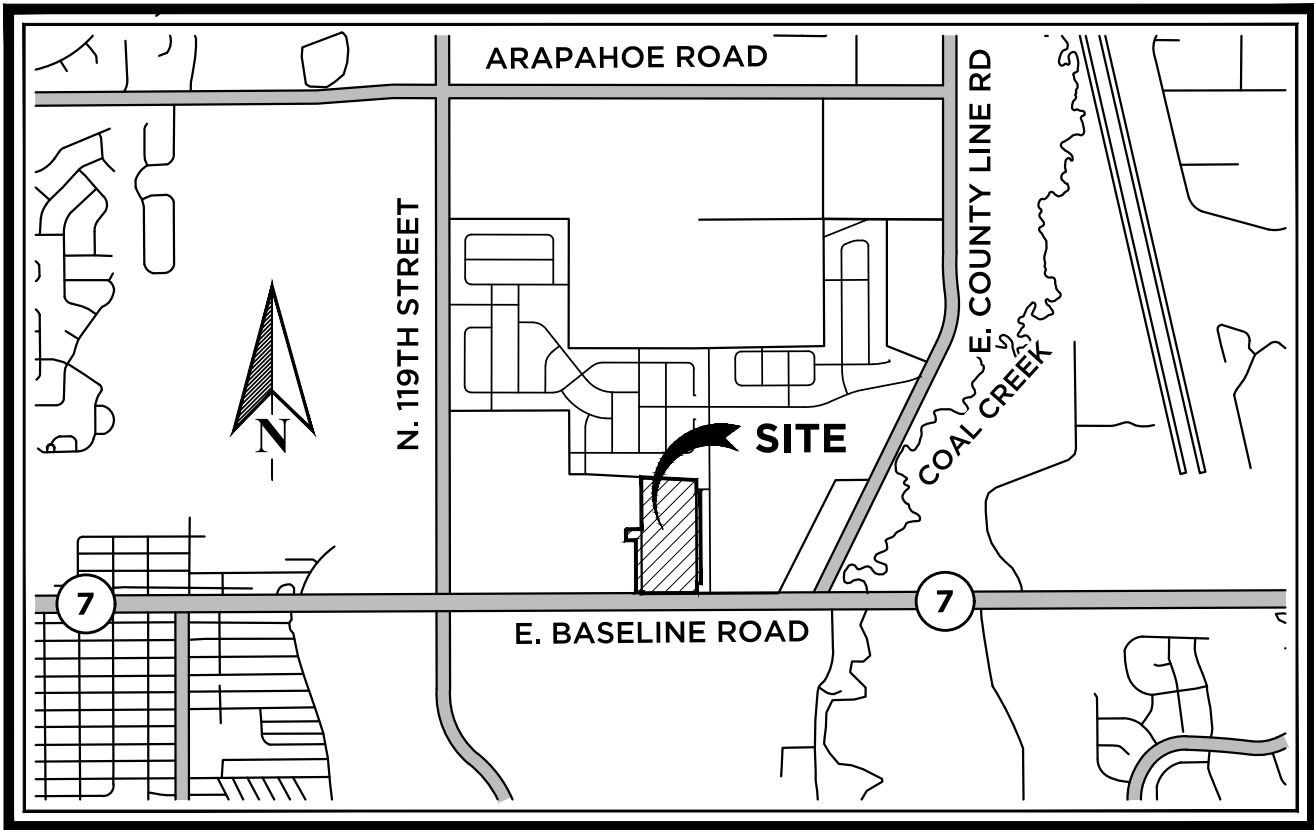 ARAPAHOE ROAD
E. COUNTY LINE RD
N. 119TH STREET
COAL CREEK
N
SITE
7
7
E. BASELINE ROAD